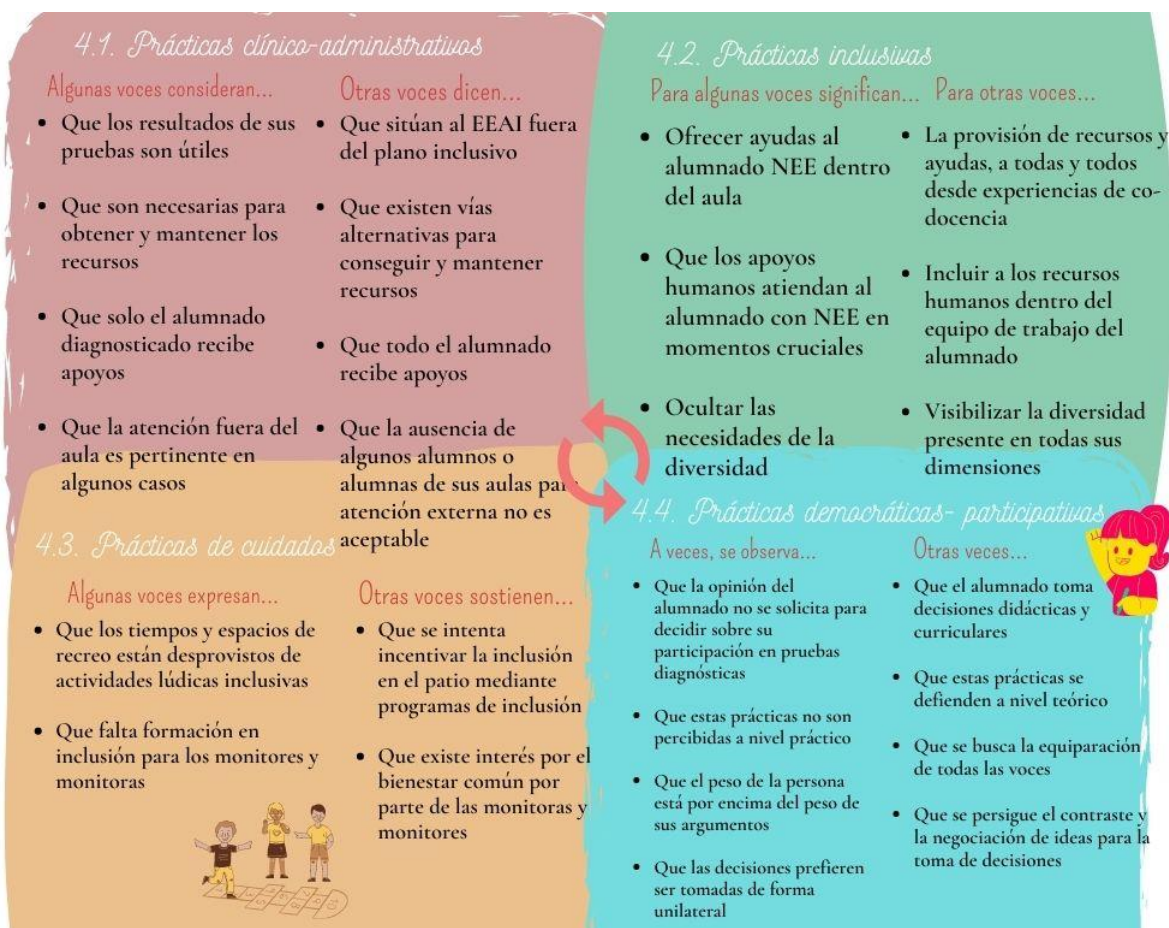 4.1. Prácticas clínico-administrativos
Algunas voces consideran...
• Que los resultados de sus
pruebas son útiles
• Que son necesarias para
obtener y mantener los
recursos
• Que solo el alumnado
diagnosticado recibe
apoyos
• Que la atención fuera del
aula es pertinente en
algunos casos
Otras voces dicen...
• Que sitúan al EEAI fuera
del plano inclusivo
• Que existen vías
alternativas para
conseguir y mantener
recursos
• Que todo el alumnado
recibe apoyos
• Que la ausencia de
algunos alumnos o
alumnas de sus aulas para
atención externa no es
aceptable
4.2. Prácticas inclusivas
Para algunas voces significan...
• Ofrecer ayudas al
alumnado NEE dentro
del aula
• Que los apoyos
humanos atiendan al
alumnado con NEE en
momentos cruciales
• Ocultar las
necesidades de la
diversidad
Para otras voces...
• La provisión de recursos y
ayudas, a todas y todos
desde experiencias de co-
docencia
• Incluir a los recursos
humanos dentro del
equipo de trabajo del
alumnado
• Visibilizar la diversidad
presente en todas sus
dimensiones
4.3. Prácticas de cuidados
Algunas voces expresan...
• Que los tiempos y espacios de
recreo están desprovistos de
actividades lúdicas inclusivas
• Que falta formación en
inclusión para los monitores y
monitoras
Otras voces sostienen...
• Que se intenta
incentivar la inclusión
en el patio mediante
programas de inclusión
• Que existe interés por el
bienestar común por
parte de las monitoras y
monitores
4.4. Prácticas democráticas- participativas
A veces, se observa...
• Que la opinión del
alumnado no se solicita para
decidir sobre su
participación en pruebas
diagnósticas
• Que estas prácticas no son
percibidas a nivel práctico
• Que el peso de la persona
está por encima del peso de
sus argumentos
• Que las decisiones prefieren
ser tomadas de forma
unilateral
Otras veces...
• Que el alumnado toma
decisiones didácticas y
curriculares
• Que estas prácticas se
defienden a nivel teórico
• Que se busca la equiparación
de todas las voces
• Que se persigue el contraste y
la negociación de ideas para la
toma de decisiones